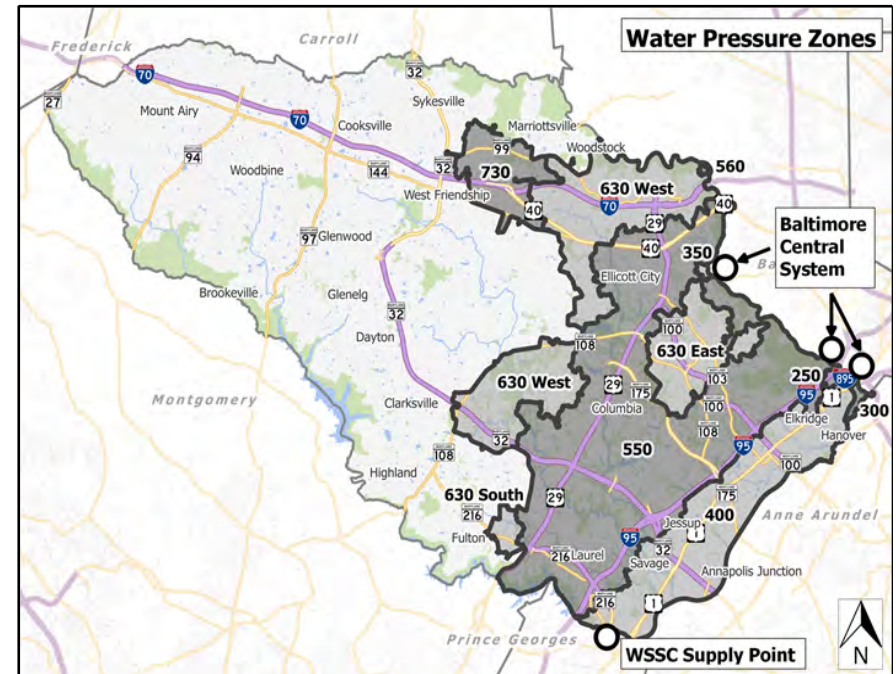 Water Pressure Zones
Frederick
Carroll
70
27
Mount Airy
70
32
Sykesville
Cooksville
Marriottsville
99
Woodstock
94
Woodbine
144
32
730
560
West Friendship
630 West
70
40
29
40
Baltimore
Central
System
97
Glenwood
40
350
Ba
Ellicott City
Brookeville
Glenelg
32
Dayton
108
100
630 East
630 West
103
250
895
95
1
300
29
175
Columbia
100
Elkridge
Hanover
Montgomery
Clarksville
32
108
550
95
100
108
Highland
175
630 South
29
400
Anne Arundel
216
Jessup
1
Fulton
95
32
216
Laurel
Savage
Annapolis Junction
216
1
Prince Georges
WSSC Supply Point
N